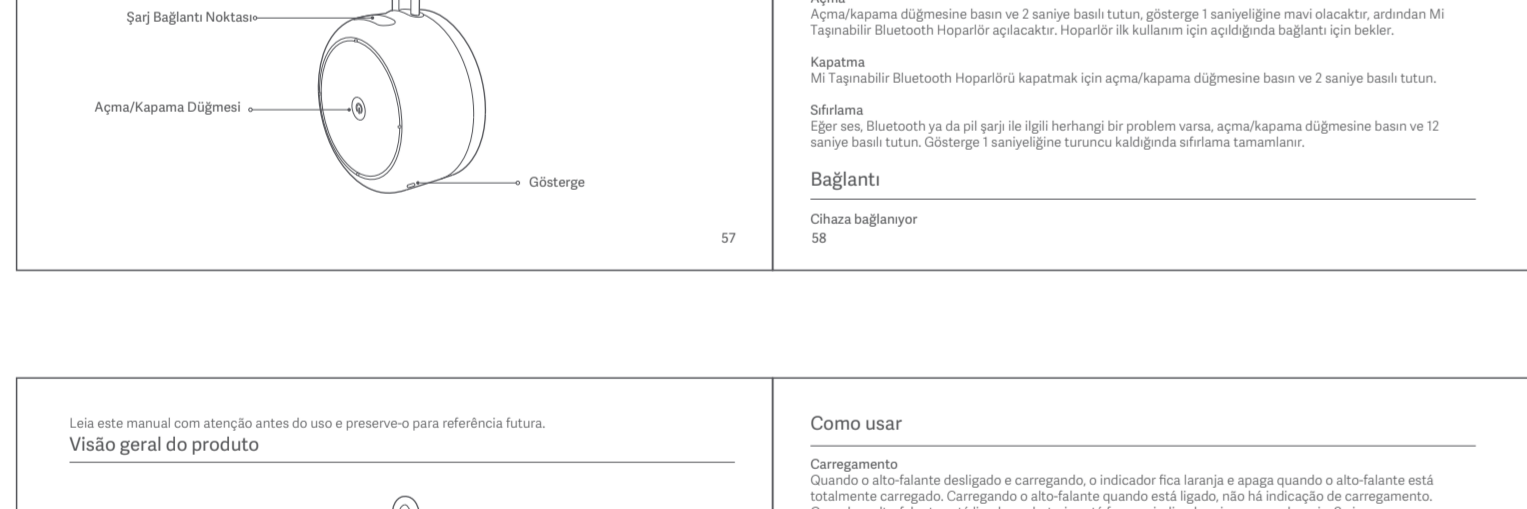 Şarj Bağlantı Noktası
Açma/Kapama Düğmesi
Gösterge
57
Açma
Açma/kapama düğmesine basın ve 2 saniye basılı tutun, gösterge 1 saniyeliğine mavi olacaktır, ardından Mi
Taşınabilir Bluetooth Hoparlör açılacaktır. Hoparlör ilk kullanım için açıldığında bağlantı için bekler.
Kapatma
Mi Taşınabilir Bluetooth Hoparlörü kapatmak için açma/kapama düğmesine basın ve 2 saniye basılı tutun.
Sıfırlama
Eğer ses, Bluetooth ya da pil şarjı ile ilgili herhangi bir problem varsa, açma/kapama düğmesine basın ve 12
saniye basılı tutun. Gösterge 1 saniyeliğine turuncu kaldığında sıfırlama tamamlanır.
Bağlantı
Cihaza bağlanıyor
58
Leia este manual com atenção antes do uso e preserve-o para referência futura.
Visão geral do produto
Como usar
Carregamento
Quando o alto-falante desligado e carregando, o indicador fica laranja e apaga quando o alto-falante está
totalmente carregado. Carregando o alto-falante quando está ligado, não há indicação de carregamento.